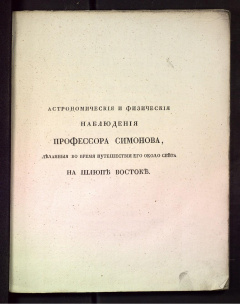 АСТРОНОМИЧЕСКІЯ И ФИЗИЧЕСКІЯ
НАБЛЮДЕНІЯ
ПРОФЕССОРА СИМОНОВА,
ДѢЛАННЫЯ ВО ВРЕМЯ ПУТЕШЕСТВІЯ ЕГО ОКОЛО СВѢТА
НА ШЛЮПѢ ВОСТОКѢ.